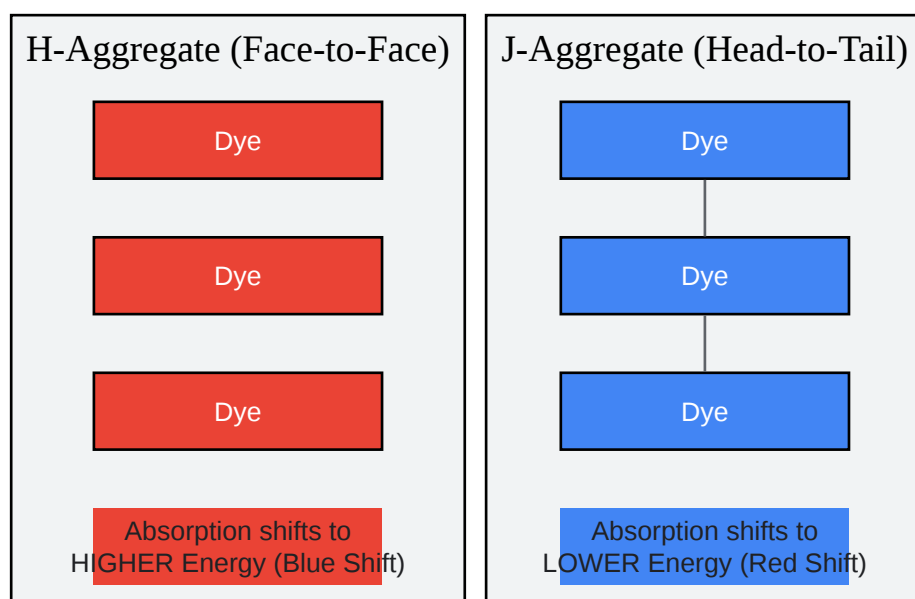 H-Aggregate (Face-to-Face)
Dye
Dye
Dye
Absorption shifts to
HIGHER Energy (Blue Shift)
J-Aggregate (Head-to-Tail)
Dye
Dye
Dye
Absorption shifts to
LOWER Energy (Red Shift)